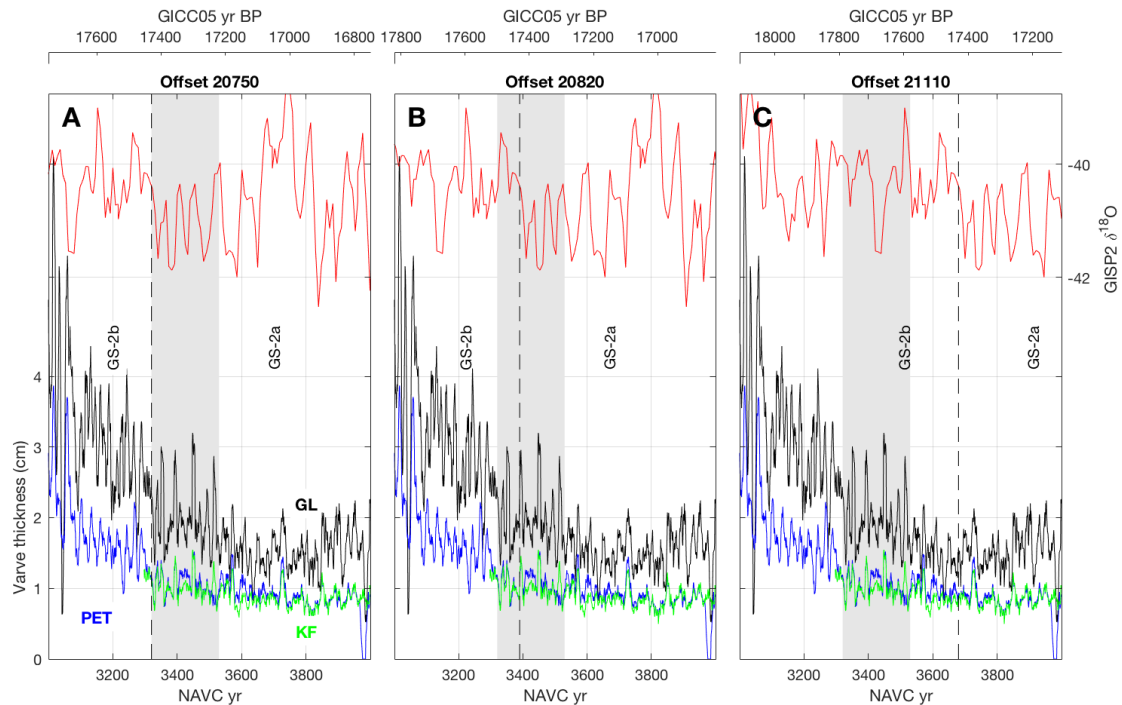 GICC05 yr BP GICC05 yr BP GICC05 yr BP
17600 17400 17200 17000 16800 17800 17600 17400 17200 17000 18000 17800 17600 17400 17200
Offset 20750 Offset 20820 Offset 21110
A B C
-40
-42
GISP2 δ18O
GS-2b GS-2a GS-2b GS-2a GS-2b GS-2a
4
3
2
1
0
Varve thickness (cm)
GL
PET
KF
3200 3400 3600 3800 3200 3400 3600 3800 3200 3400 3600 3800
NAVC yr NAVC yr NAVC yr